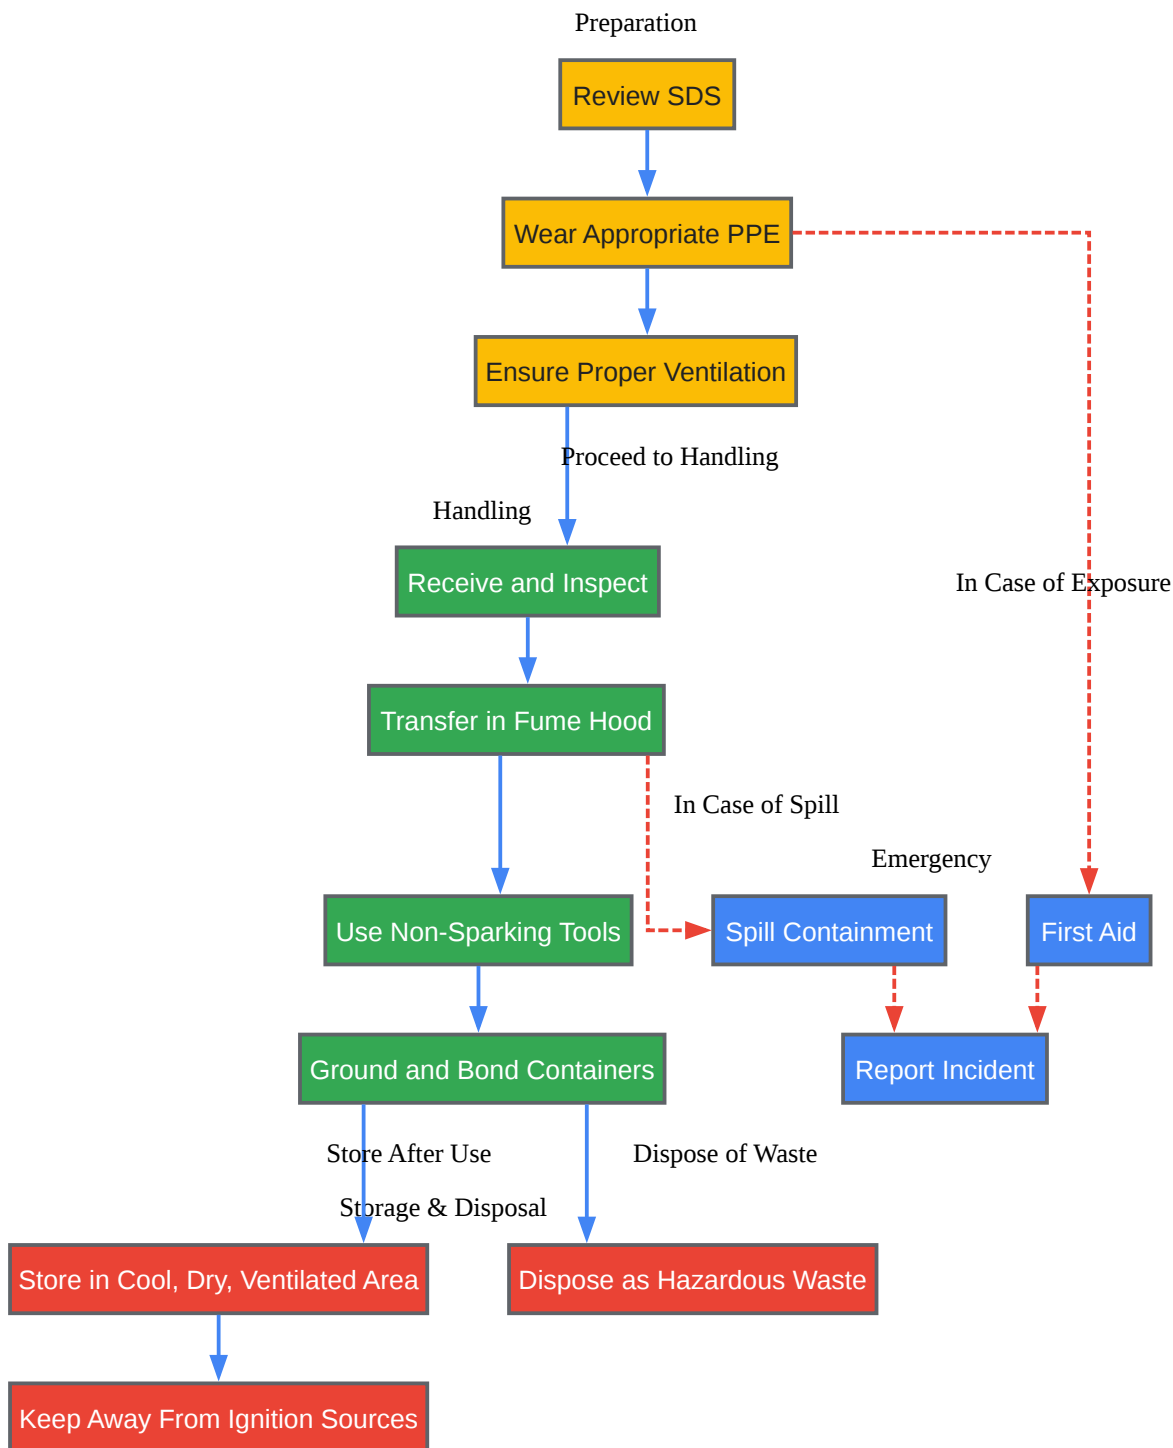 Preparation
Review SDS
Wear Appropriate PPE
Ensure Proper Ventilation
Proceed to Handling
Handling
Receive and Inspect
In Case of Exposure
Transfer in Fume Hood
In Case of Spill
Emergency
Use Non-Sparking Tools
Spill Containment
First Aid
Ground and Bond Containers
Report Incident
Store After Use
Dispose of Waste
Storage & Disposal
Store in Cool, Dry, Ventilated Area
Dispose as Hazardous Waste
Keep Away From Ignition Sources